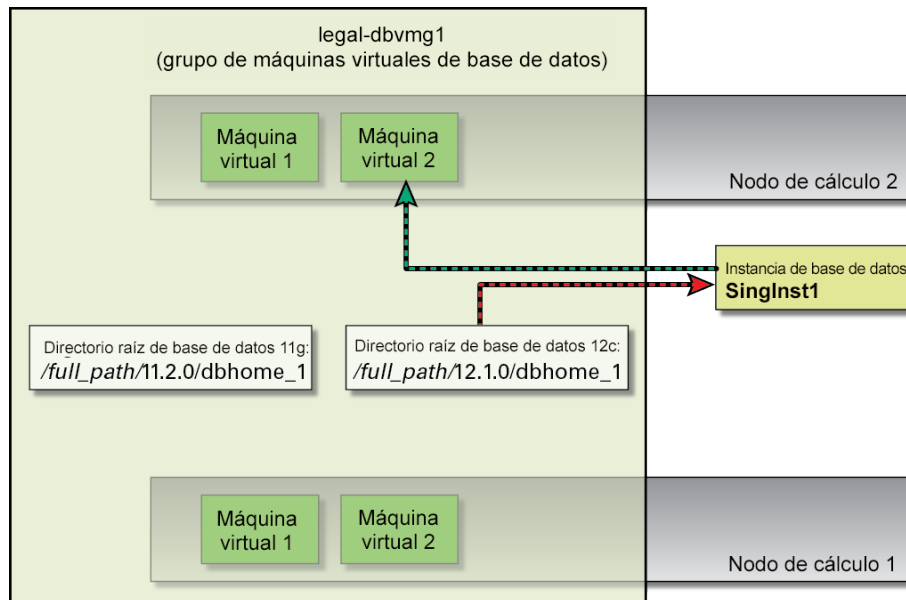 legal-dbvmg1
(grupo de máquinas virtuales de base de datos)
Máquina
virtual 1
Máquina
virtual 2
Nodo de cálculo 2
Instancia de base de datos
SingInst1
Directorio raíz de base de datos 11g:
/full_path/11.2.0/dbhome_1
Directorio raíz de base de datos 12c:
/full_path/12.1.0/dbhome_1
Máquina
virtual 1
Máquina
virtual 2
Nodo de cálculo 1